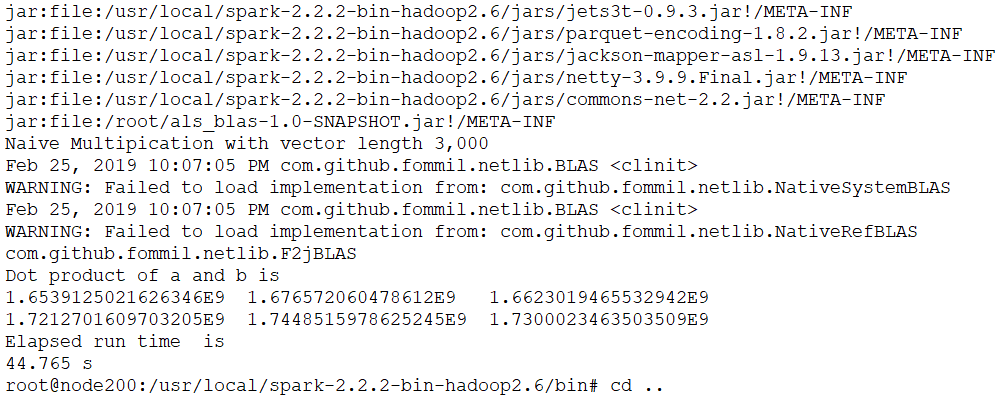 jar:file:/usr/local/spark-2.2.2-bin-hadoop2.6/jars/jets3t-0.9.3.jar!/META-INF
jar:file:/usr/local/spark-2.2.2-bin-hadoop2.6/jars/parquet-encoding-1.8.2.jar!/META-INF
jar:file:/usr/local/spark-2.2.2-bin-hadoop2.6/jars/jackson-mapper-asl-1.9.13.jar!/META-INF
jar:file:/usr/local/spark-2.2.2-bin-hadoop2.6/jars/netty-3.9.9.Final.jar!/META-INF
jar:file:/usr/local/spark-2.2.2-bin-hadoop2.6/jars/commons-net-2.2.jar!/META-INF
jar:file:/root/als_blas-1.0-SNAPSHOT.jar!/META-INF
Naive Multipication with vector length 3,000
Feb 25, 2019 10:07:05 PM com.github.fommil.netlib.BLAS <clinit>
WARNING: Failed to load implementation from: com.github.fommil.netlib.NativeSystemBLAS
Feb 25, 2019 10:07:05 PM com.github.fommil.netlib.BLAS <clinit>
WARNING: Failed to load implementation from: com.github.fommil.netlib.NativeRefBLAS
com.github.fommil.netlib.F2jBLAS
Dot product of a and b is
1.6539125021626346E9  1.676572060478612E9   1.6623019465532942E9
1.7212701609703205E9  1.7448515978625245E9  1.7300023463503509E9
Elapsed run time  is
44.765 s
root@node200:/usr/local/spark-2.2.2-bin-hadoop2.6/bin# cd ..